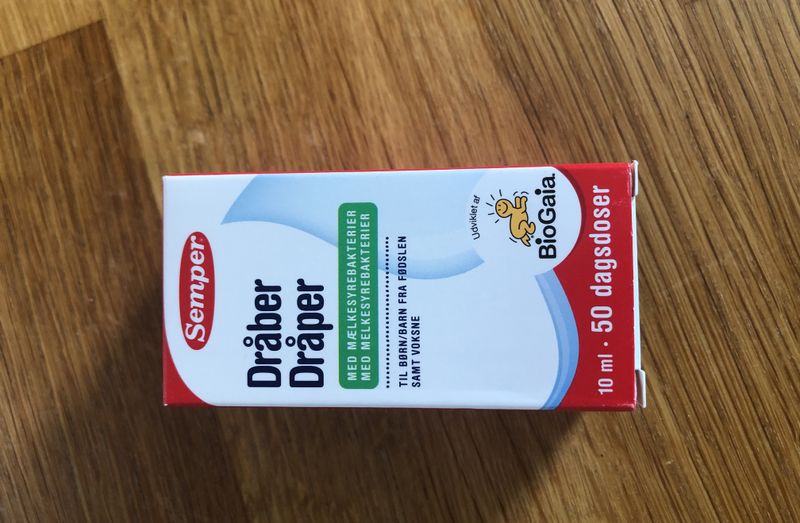 Semper
Dråber
Dråper
MED MÆLKESYREBAKTERIER
MED MELKESYREBAKTERIER
TIL BØRN/BARN FRA FØDSLEN
SAMT VOKSNE
Udviklet af
BioGaia
10 ml · 50 dagsdoser